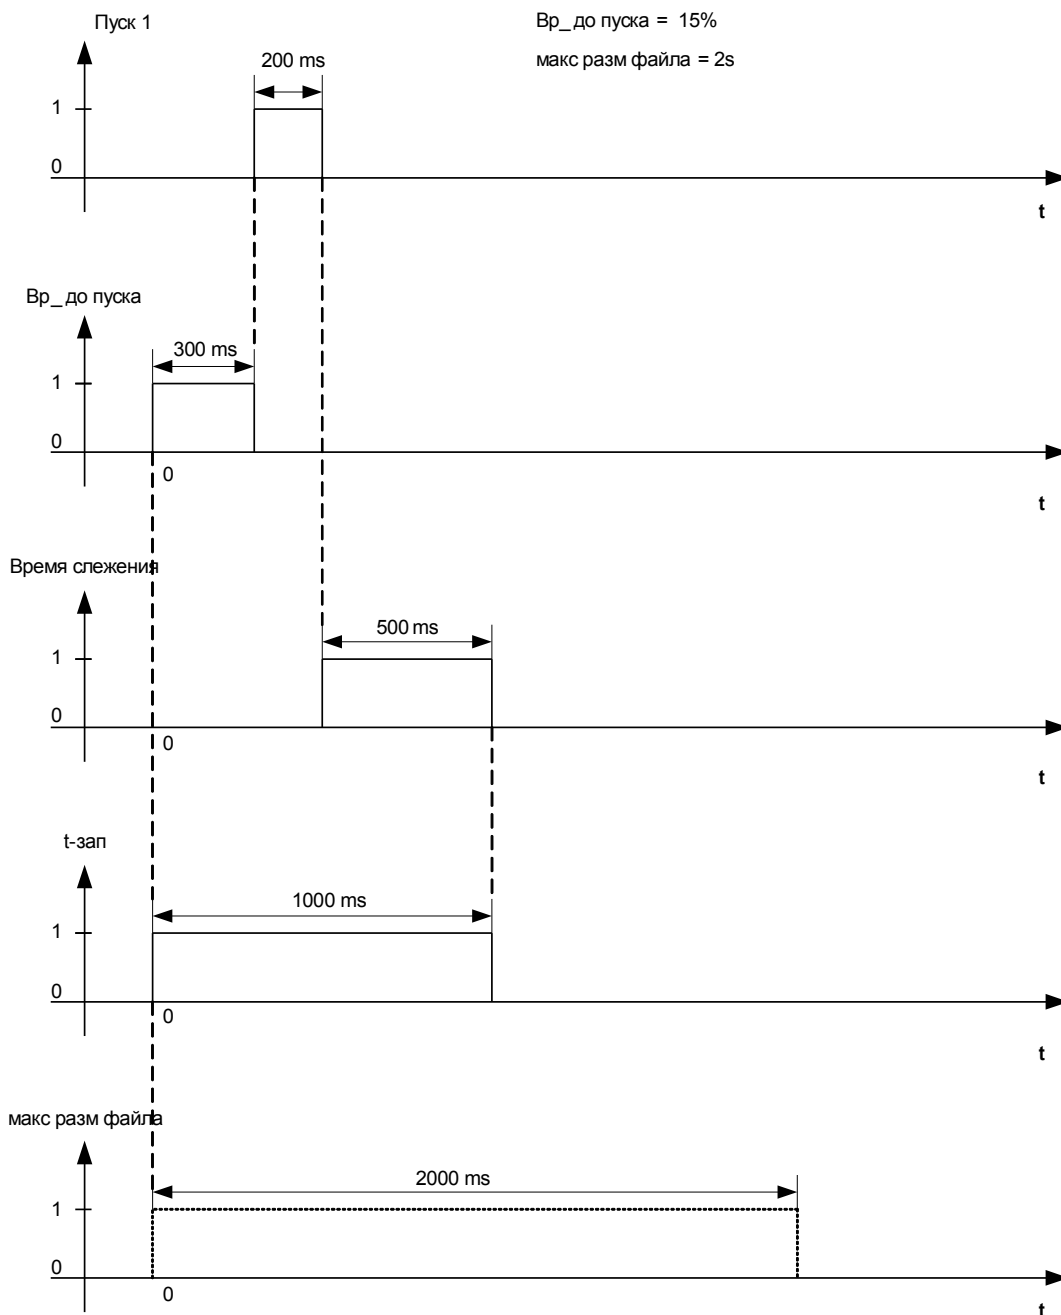 Пуск 1
Вр_до пуска = 15%
макс разм файла = 2s
200 ms
1
0
t
Вр_до пуска
300 ms
1
0
0
t
Время слежения
500 ms
1
0
0
t
t-зап
1000 ms
1
0
0
t
макс разм файла
2000 ms
1
0
0
t